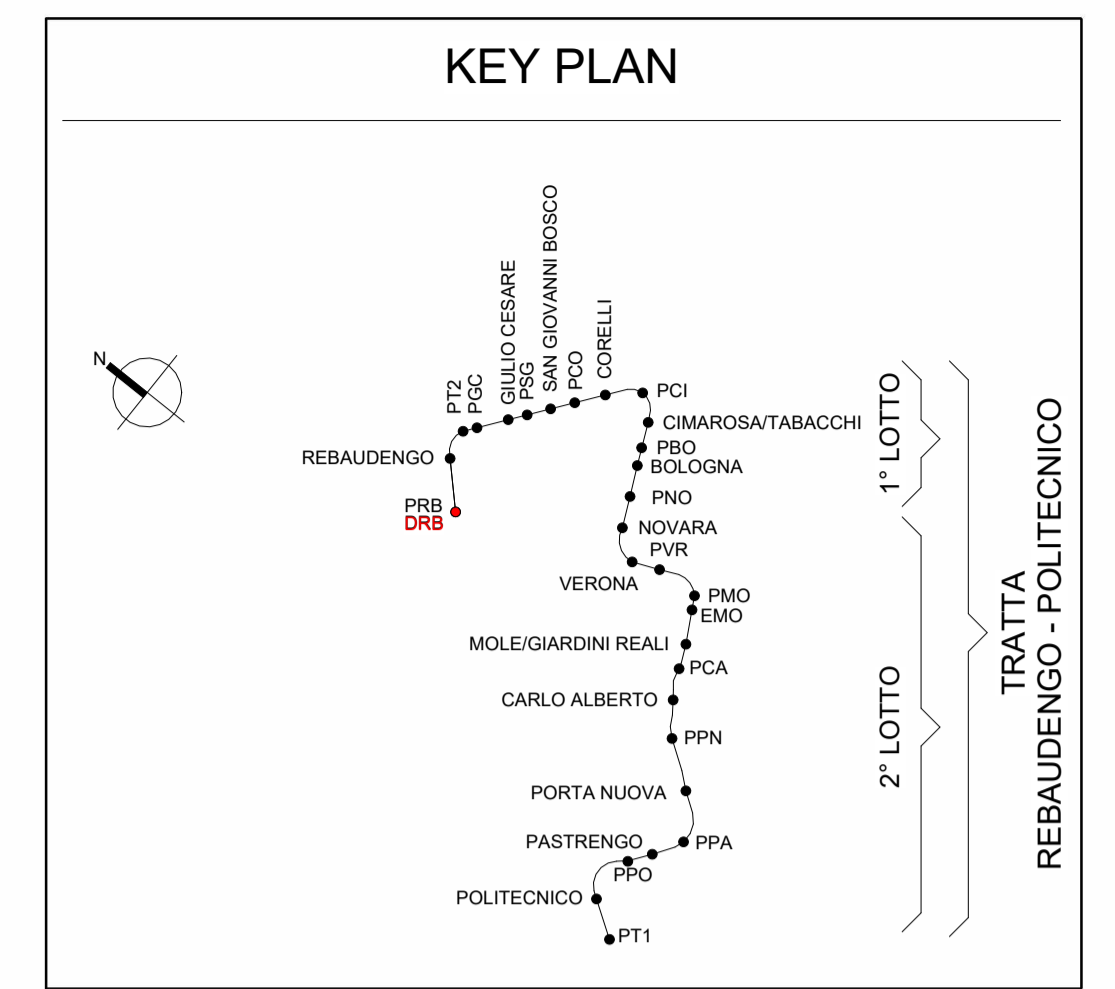 KEY PLAN
N
PT2
PGC
GIULIO CESARE
PSG
SAN GIOVANNI BOSCO
PCO
CORELLI
PCI
CIMAROSA/TABACCHI
REBAUDENGO
PBO
BOLOGNA
PRB
DRB
PNO
NOVARA
PVR
VERONA
PMO
EMO
MOLE/GIARDINI REALI
PCA
CARLO ALBERTO
PPN
PORTA NUOVA
PASTRENGO
PPA
PPO
POLITECNICO
PT1
1° LOTTO
2° LOTTO
TRATTA
REBAUDENGO - POLITECNICO